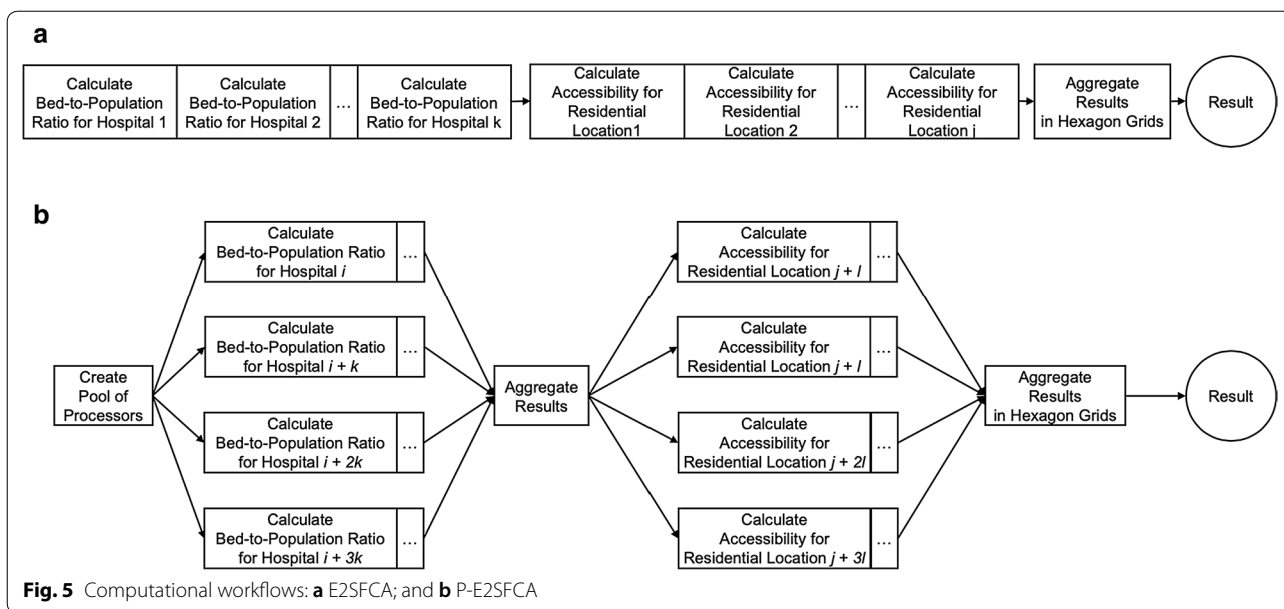 a
Calculate
Bed-to-Population
Ratio for Hospital 1
Calculate
Bed-to-Population
Ratio for Hospital 2
...
Calculate
Bed-to-Population
Ratio for Hospital k
Calculate
Accessibility for
Residential
Location1
Calculate
Accessibility for
Residential
Location 2
...
Calculate
Accessibility for
Residential
Location j
Aggregate
Results
in Hexagon Grids
Result
b
Create
Pool of
Processors
Calculate
Bed-to-Population Ratio
for Hospital i
...
Calculate
Bed-to-Population Ratio
for Hospital i + k
...
Calculate
Bed-to-Population Ratio
for Hospital i + 2k
...
Calculate
Bed-to-Population Ratio
for Hospital i + 3k
...
Aggregate
Results
Calculate
Accessibility for
Residential Location j + l
...
Calculate
Accessibility for
Residential Location j + l
...
Calculate
Accessibility for
Residential Location j + 2l
...
Calculate
Accessibility for
Residential Location j + 3l
...
Aggregate
Results
in Hexagon Grids
Result
Fig. 5 Computational workflows: a E2SFCA; and b P-E2SFCA